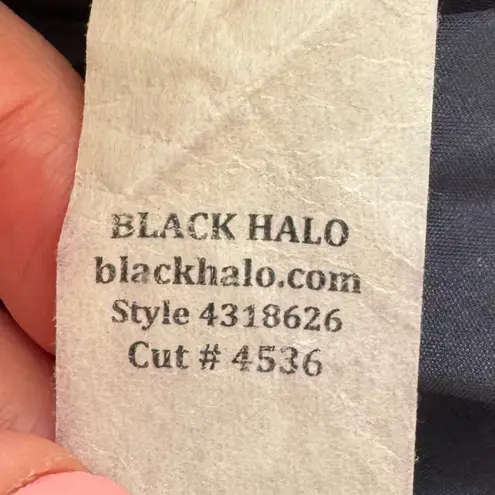 BLACK HALO
blackhalo.com
Style 4318626
Cut # 4536